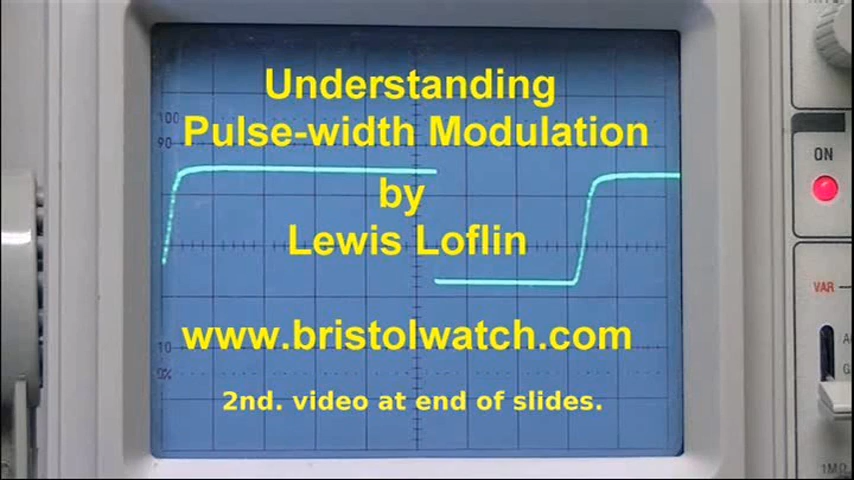 Understanding
Pulse-width Modulation
by
Lewis Loflin
www.bristolwatch.com
2nd. video at end of slides.
100
90
10
ON
VAR
1MΩ